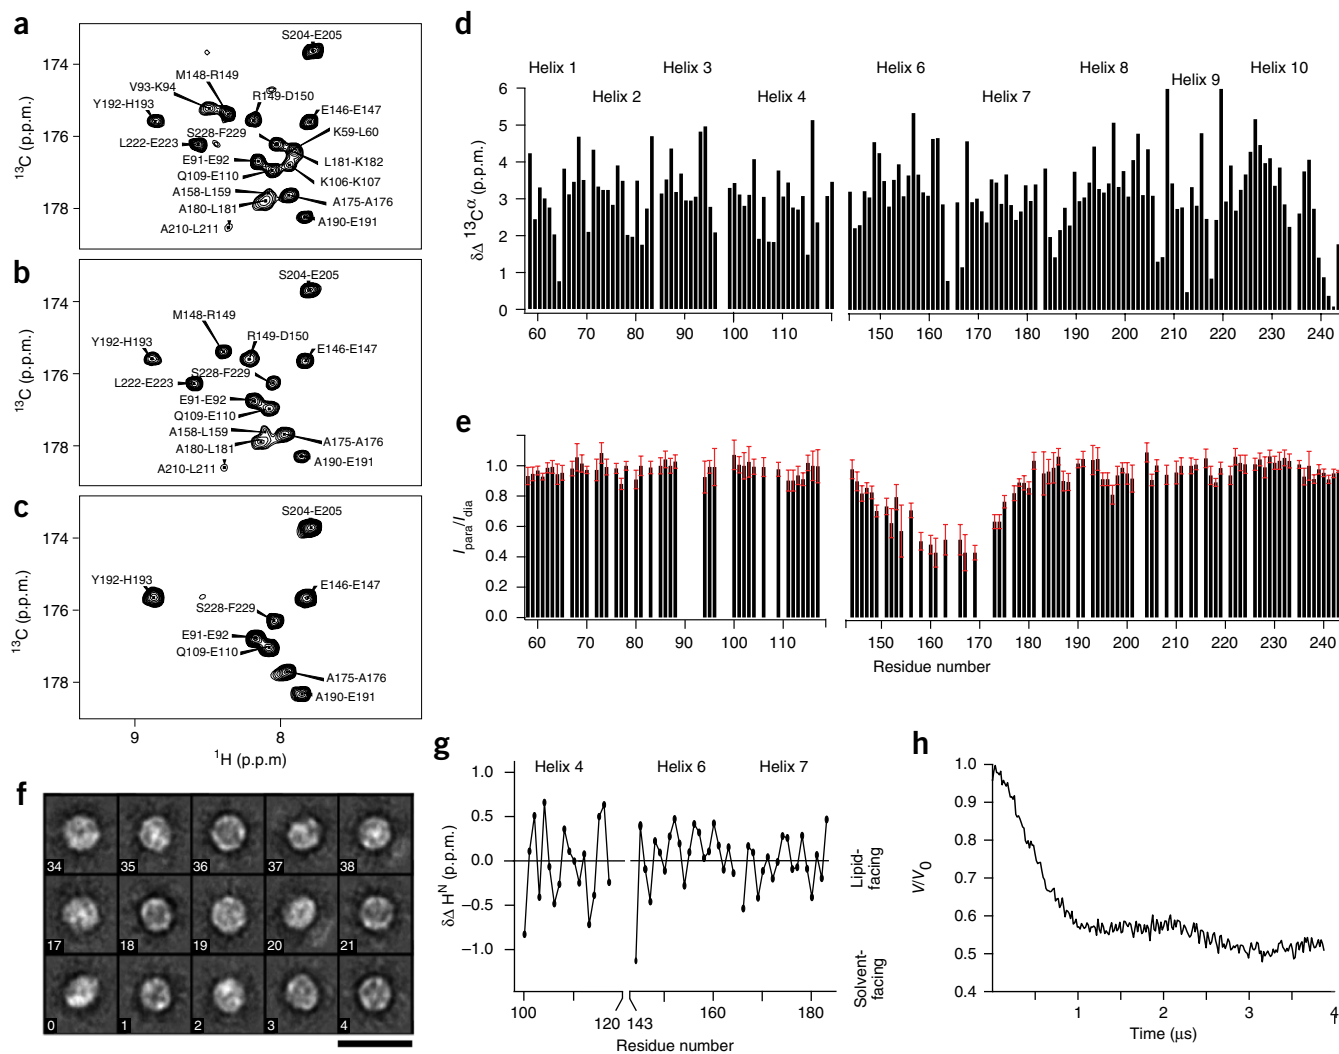 a
174
176
178
¹³C (p.p.m.)
S204-E205
M148-R149
V93-K94
R149-D150
Y192-H193
E146-E147
S228-F229
K59-L60
L222-E223
E91-E92
L181-K182
Q109-E110
K106-K107
A158-L159
A175-A176
A180-L181
A190-E191
A210-L211
b
174
176
178
¹³C (p.p.m.)
S204-E205
M148-R149
R149-D150
Y192-H193
E146-E147
S228-F229
L222-E223
E91-E92
Q109-E110
A158-L159
A175-A176
A180-L181
A190-E191
A210-L211
c
174
176
178
¹³C (p.p.m.)
S204-E205
Y192-H193
E146-E147
S228-F229
E91-E92
Q109-E110
A175-A176
A190-E191
9 8
¹H (p.p.m)
d
Helix 1 Helix 3 Helix 6 Helix 8 Helix 9 Helix 10
Helix 2 Helix 4 Helix 7
δΔ ¹³Cᵅ (p.p.m.)
6
5
4
3
2
1
0
60 70 80 90 100 110 150 160 170 180 190 200 210 220 230 240
e
I para/I dia
1.0
0.8
0.6
0.4
0.2
0.0
60 70 80 90 100 110 150 160 170 180 190 200 210 220 230 240
Residue number
f
34 35 36 37 38
17 18 19 20 21
0 1 2 3 4
g
Helix 4 Helix 6 Helix 7
δΔ Hᴺ (p.p.m.)
1.0
0.5
0.0
−0.5
−1.0
Lipid-
facing
Solvent-
facing
100 120 143 160 180
Residue number
h
V/V₀
1.0
0.9
0.8
0.7
0.6
0.5
0.4
0 1 2 3 4
Time (μs)